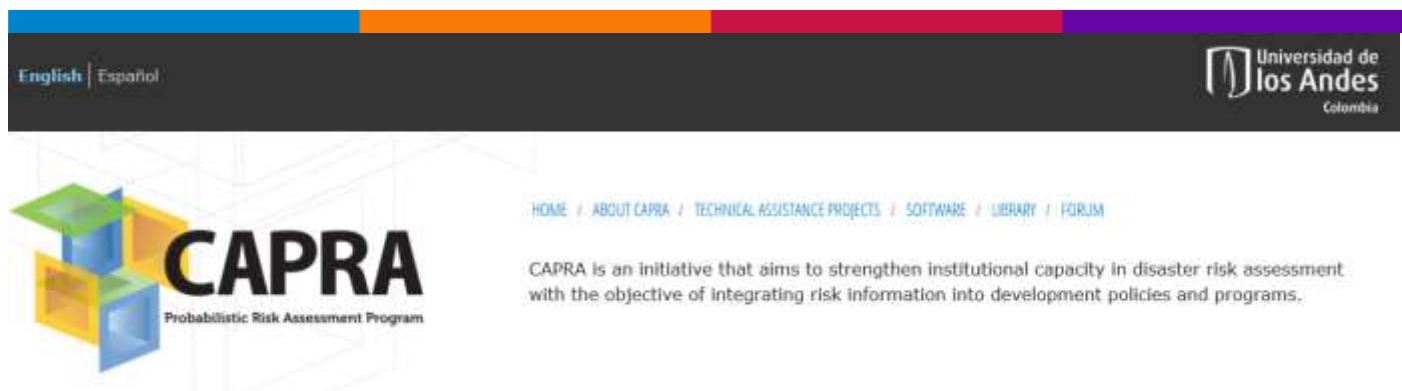 English | Español
Universidad de
los Andes
Colombia
HOME / ABOUT CAPRA / TECHNICAL ASSISTANCE PROJECTS / SOFTWARE / LIBRARY / FORUM
CAPRA
Probabilistic Risk Assessment Program
CAPRA is an initiative that aims to strengthen institutional capacity in disaster risk assessment
with the objective of integrating risk information into development policies and programs.